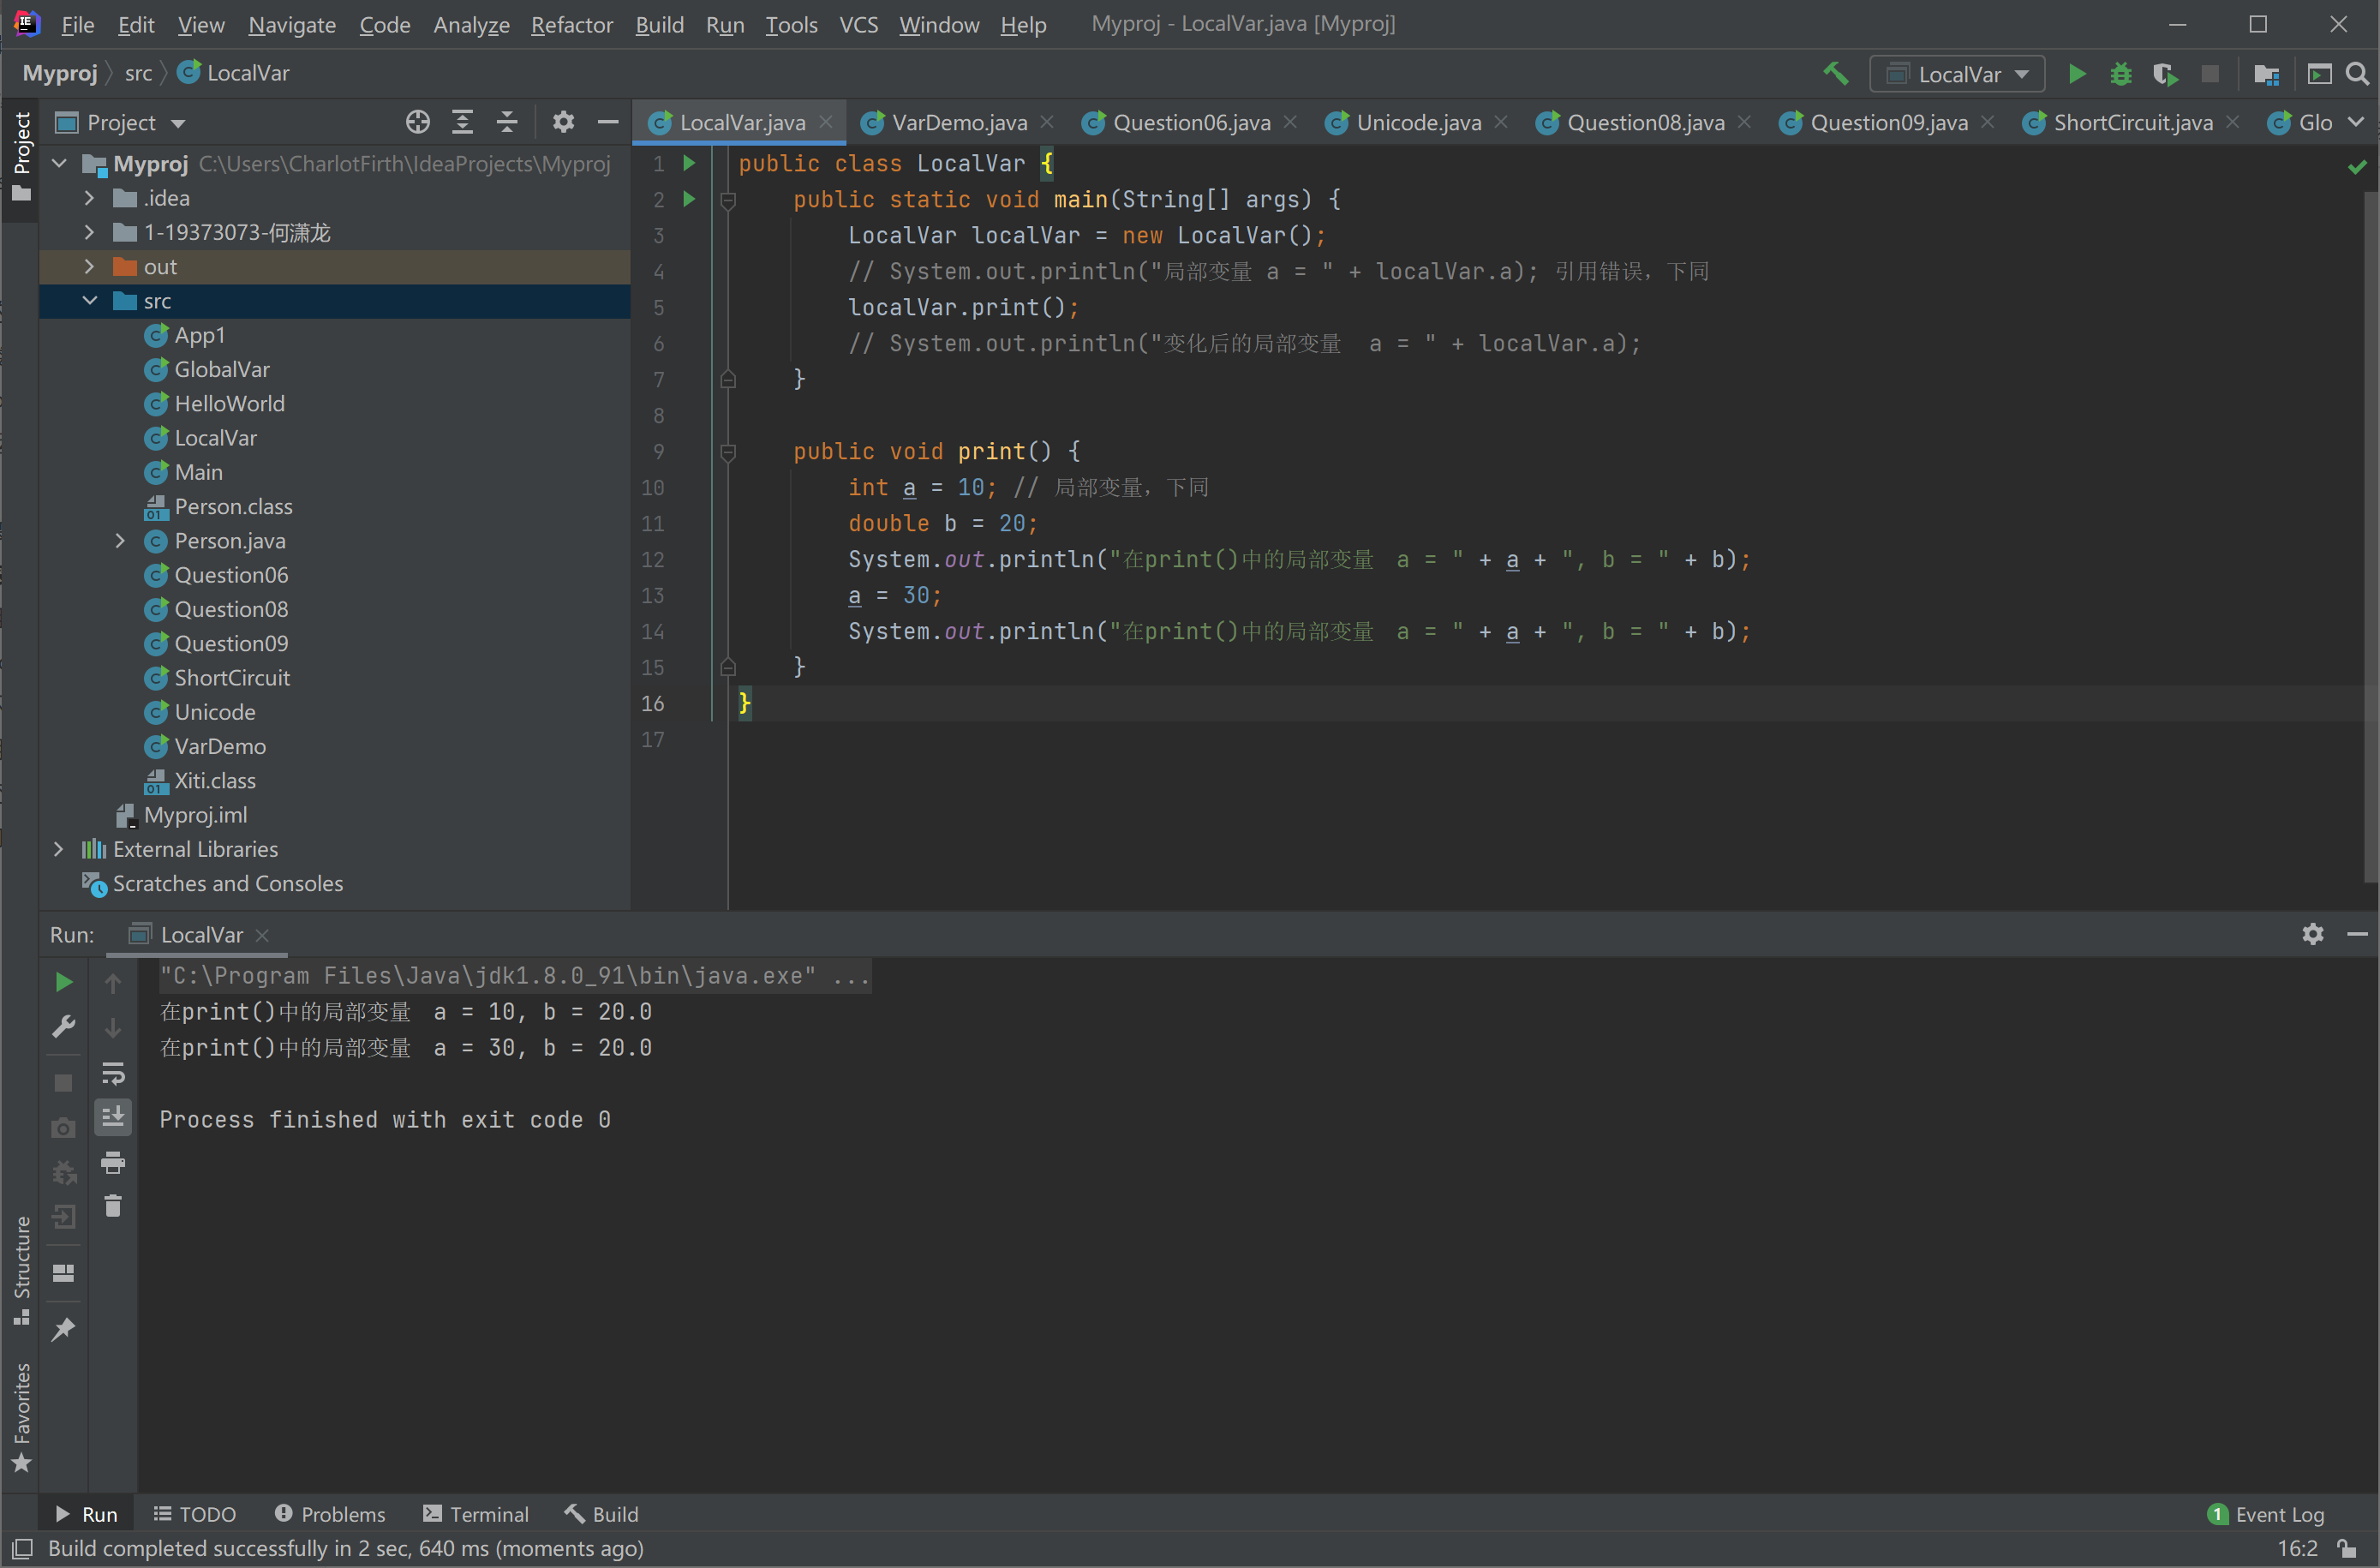 File Edit View Navigate Code Analyze Refactor Build Run Tools VCS Window Help Myproj - LocalVar.java [Myproj]
Myproj src LocalVar LocalVar
Project
Project
LocalVar.java VarDemo.java Question06.java Unicode.java Question08.java Question09.java ShortCircuit.java Glo
Myproj C:\Users\CharlotFirth\IdeaProjects\Myproj
.idea
1-19373073-何潇龙
out
src
App1
GlobalVar
HelloWorld
LocalVar
Main
Person.class
Person.java
Question06
Question08
Question09
ShortCircuit
Unicode
VarDemo
Xiti.class
Myproj.iml
External Libraries
Scratches and Consoles
1 public class LocalVar {
2 public static void main(String[] args) {
3 LocalVar localVar = new LocalVar();
4 // System.out.println("局部变量 a = " + localVar.a); 引用错误，下同
5 localVar.print();
6 // System.out.println("变化后的局部变量 a = " + localVar.a);
7 }
8
9 public void print() {
10 int a = 10; // 局部变量，下同
11 double b = 20;
12 System.out.println("在print()中的局部变量 a = " + a + ", b = " + b);
13 a = 30;
14 System.out.println("在print()中的局部变量 a = " + a + ", b = " + b);
15 }
16 }
17
Run: LocalVar
"C:\Program Files\Java\jdk1.8.0_91\bin\java.exe" ...
在print()中的局部变量 a = 10, b = 20.0
在print()中的局部变量 a = 30, b = 20.0
Process finished with exit code 0
Structure
Favorites
Run TODO Problems Terminal Build 1 Event Log
Build completed successfully in 2 sec, 640 ms (moments ago) 16:2